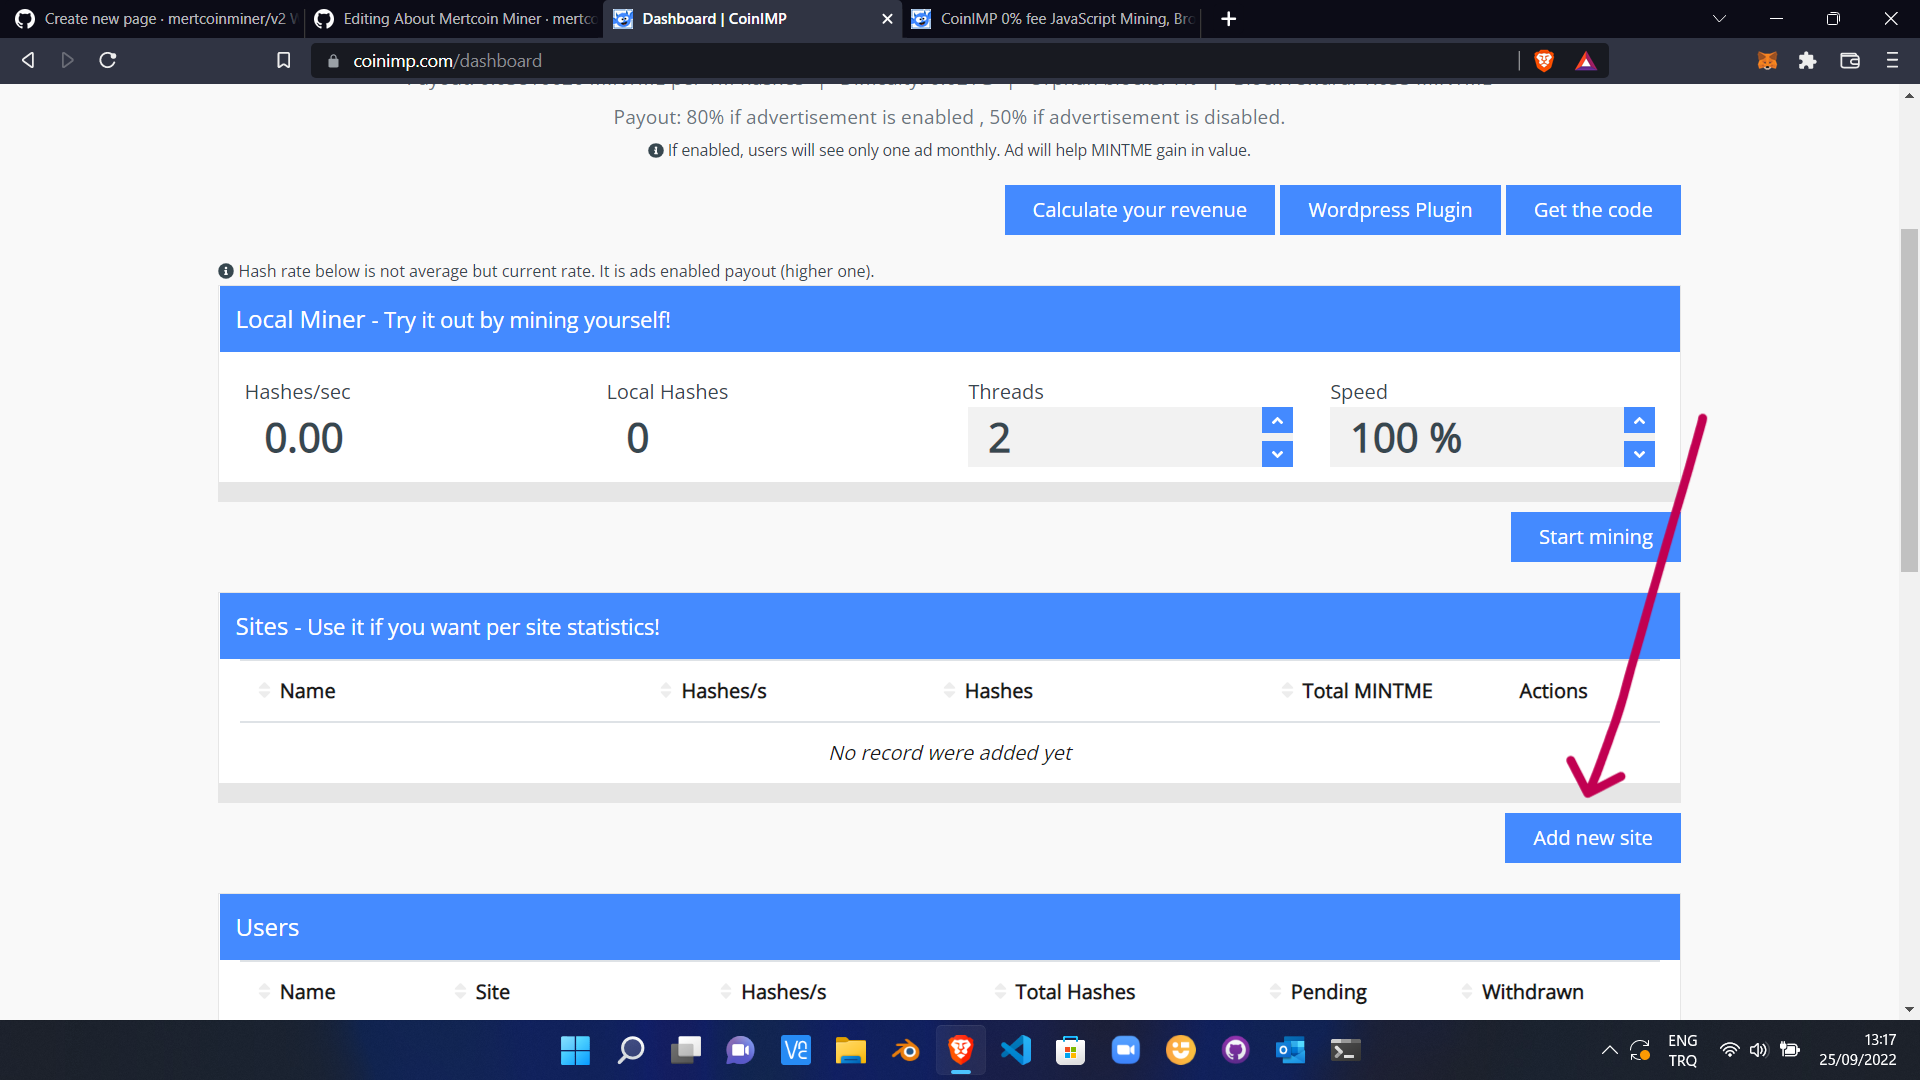 Create new page · mertcoinminer/v2 W
Editing About Mertcoin Miner · mertco
Dashboard | CoinIMP
CoinIMP 0% fee JavaScript Mining, Bro
coinimp.com/dashboard
Payout: 80% if advertisement is enabled , 50% if advertisement is disabled.
If enabled, users will see only one ad monthly. Ad will help MINTME gain in value.
Calculate your revenue
Wordpress Plugin
Get the code
Hash rate below is not average but current rate. It is ads enabled payout (higher one).
Local Miner - Try it out by mining yourself!
Hashes/sec
Local Hashes
Threads
Speed
0.00
0
2
100 %
Start mining
Sites - Use it if you want per site statistics!
Name
Hashes/s
Hashes
Total MINTME
Actions
No record were added yet
Add new site
Users
Name
Site
Hashes/s
Total Hashes
Pending
Withdrawn
ENG
TRQ
13:17
25/09/2022